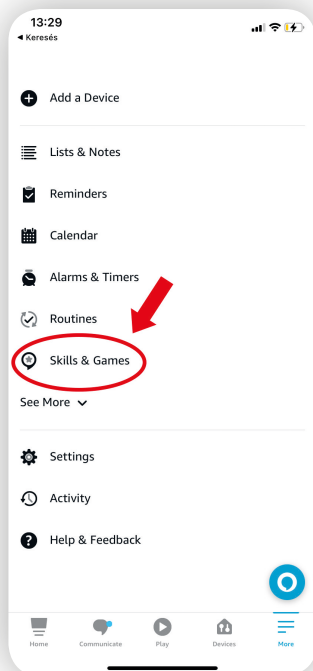 13:29
◀ Keresés
Add a Device
Lists & Notes
Reminders
Calendar
Alarms & Timers
Routines
Skills & Games
See More
Settings
Activity
Help & Feedback
Home Communicate Play Devices More